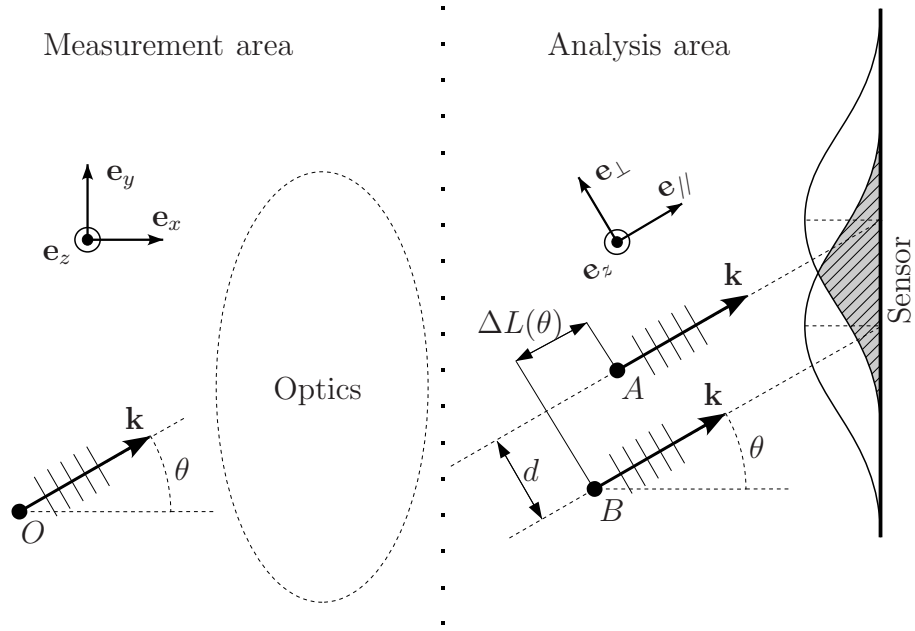 Measurement area
Analysis area
e_y
e_x
e_z
e_⊥
e_//
e_z
k
ΔL(θ)
A
k
Optics
k
θ
d
θ
O
B
Sensor